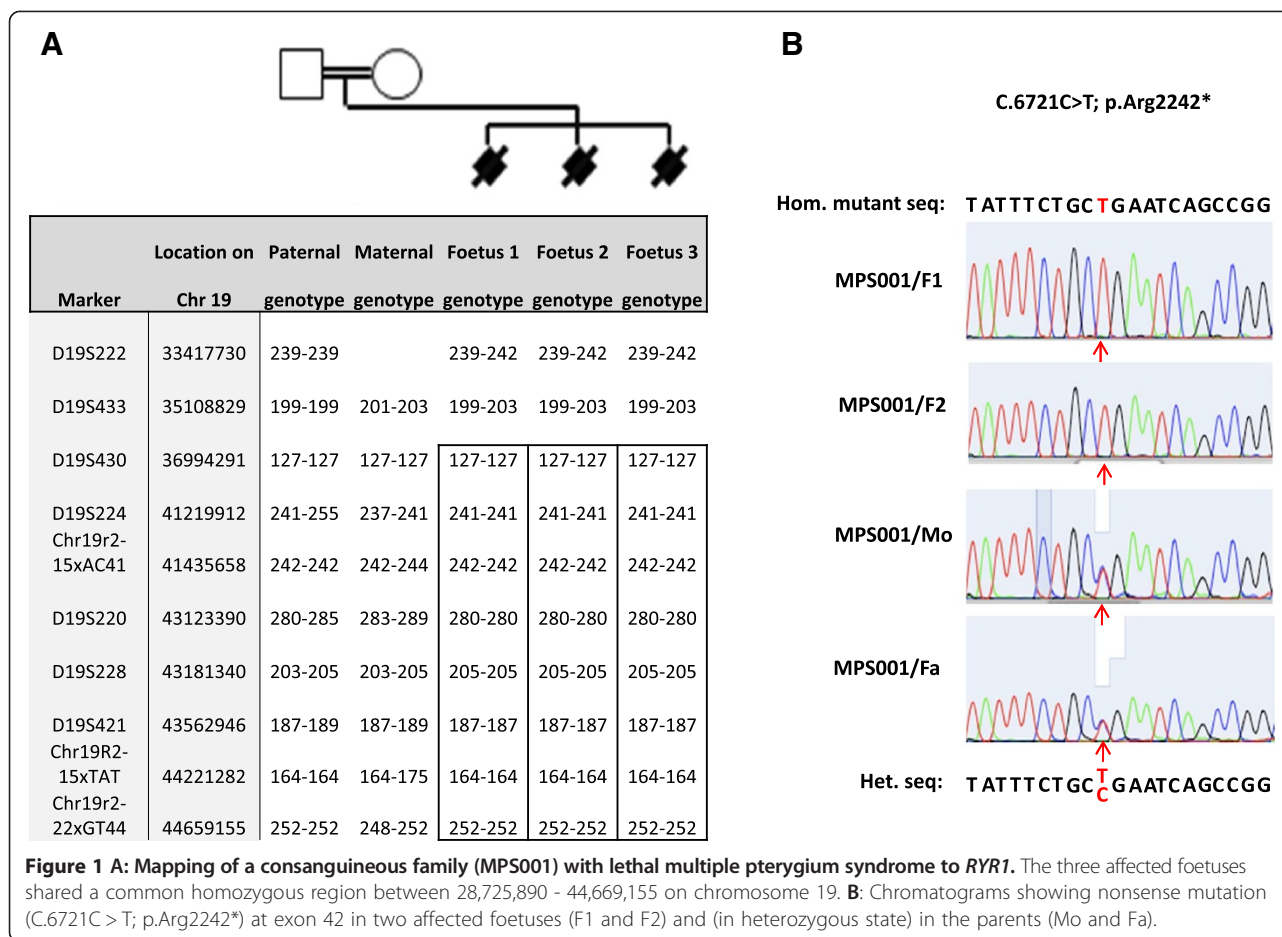 A
B
C.6721C>T; p.Arg2242*
Marker Location on Chr 19 Paternal genotype Maternal genotype Foetus 1 genotype Foetus 2 genotype Foetus 3 genotype
D19S222 33417730 239-239 239-242 239-242 239-242
D19S433 35108829 199-199 201-203 199-203 199-203 199-203
D19S430 36994291 127-127 127-127 127-127 127-127 127-127
D19S224 41219912 241-255 237-241 241-241 241-241 241-241
Chr19r2-
15xAC41 41435658 242-242 242-244 242-242 242-242 242-242
D19S220 43123390 280-285 283-289 280-280 280-280 280-280
D19S228 43181340 203-205 203-205 205-205 205-205 205-205
D19S421 43562946 187-189 187-189 187-187 187-187 187-187
Chr19R2-
15xTAT 44221282 164-164 164-175 164-164 164-164 164-164
Chr19r2-
22xGT44 44659155 252-252 248-252 252-252 252-252 252-252
Hom. mutant seq: TATTTCTGCTGAATCAGCCGG
MPS001/F1
MPS001/F2
MPS001/Mo
MPS001/Fa
T
Het. seq: TATTTCTGC GAATCAGCCGG
C
Figure 1 A: Mapping of a consanguineous family (MPS001) with lethal multiple pterygium syndrome to RYR1. The three affected foetuses
shared a common homozygous region between 28,725,890 - 44,669,155 on chromosome 19. B: Chromatograms showing nonsense mutation
(C.6721C > T; p.Arg2242*) at exon 42 in two affected foetuses (F1 and F2) and (in heterozygous state) in the parents (Mo and Fa).